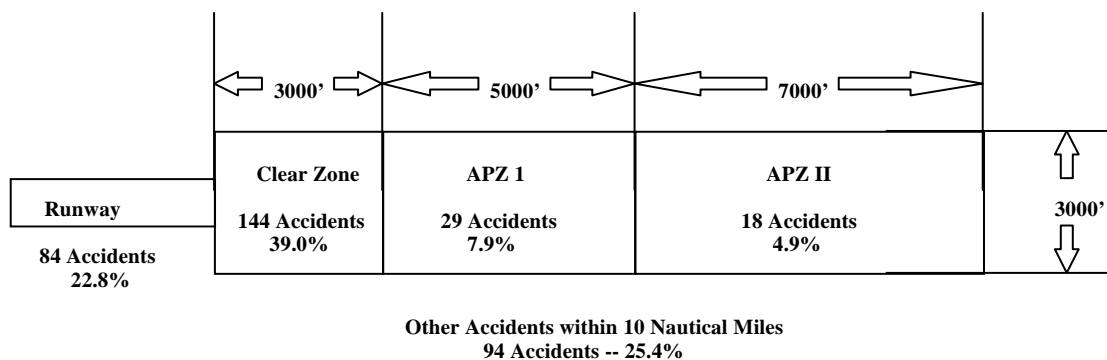 3000’
5000’
7000’
Clear Zone
144 Accidents
39.0%
APZ 1
29 Accidents
7.9%
APZ II
18 Accidents
4.9%
3000’
Runway
84 Accidents
22.8%
Other Accidents within 10 Nautical Miles
94 Accidents -- 25.4%